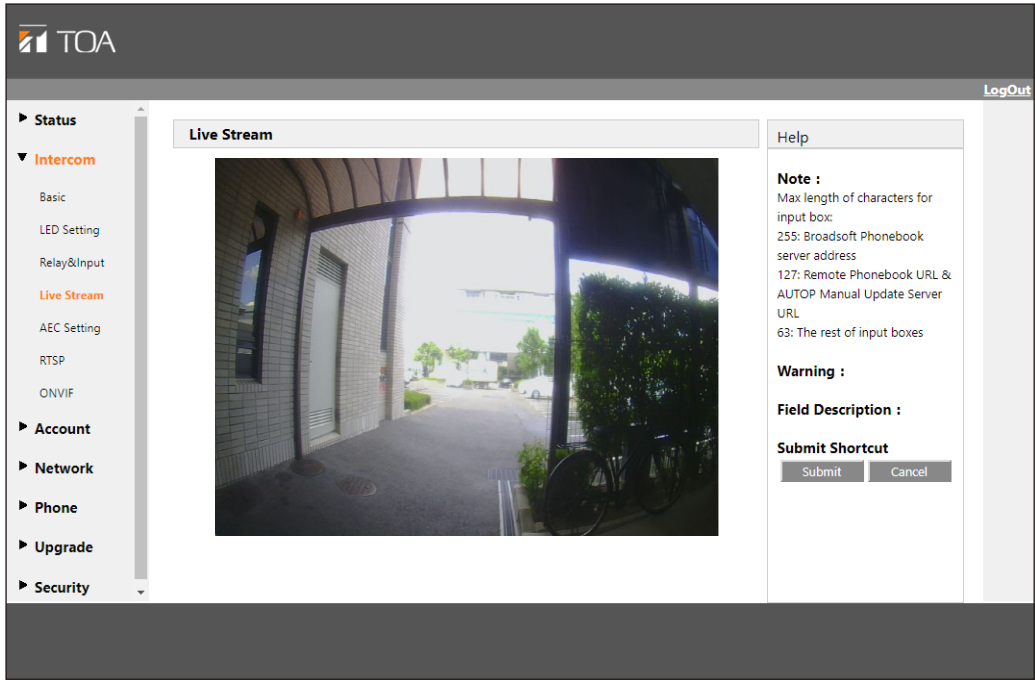 TOA
LogOut
Status
Intercom
Basic
LED Setting
Relay&Input
Live Stream
AEC Setting
RTSP
ONVIF
Account
Network
Phone
Upgrade
Security
Live Stream
Help
Note :
Max length of characters for
input box:
255: Broadsoft Phonebook
server address
127: Remote Phonebook URL &
AUTOP Manual Update Server
URL
63: The rest of input boxes
Warning :
Field Description :
Submit Shortcut
Submit Cancel